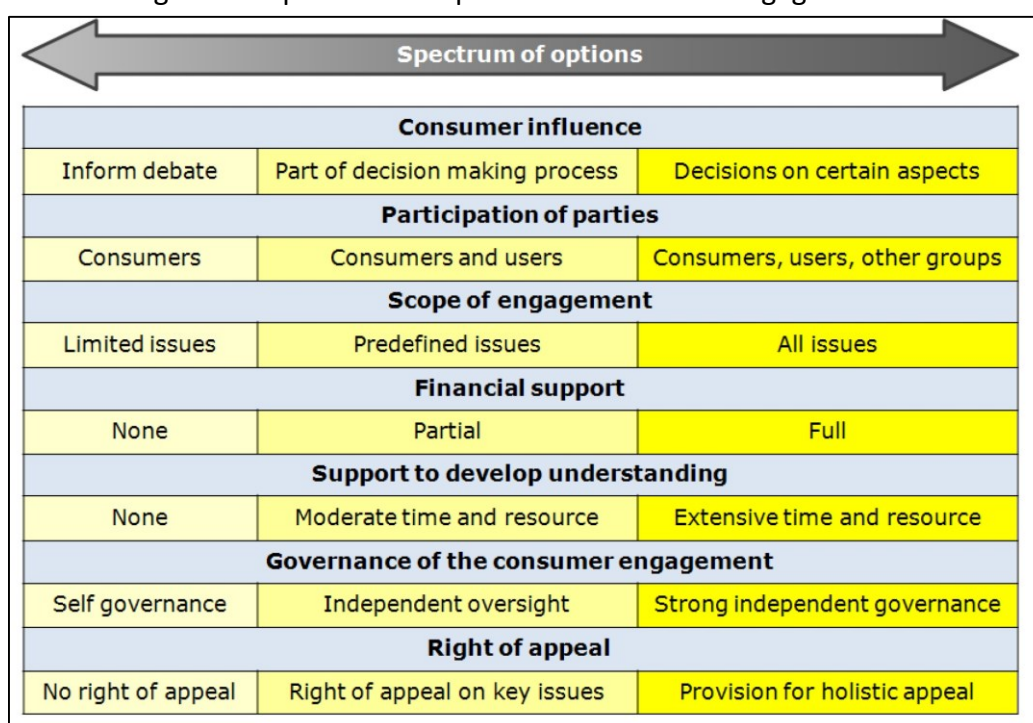 Spectrum of options
Consumer influence
Inform debate Part of decision making process Decisions on certain aspects
Participation of parties
Consumers Consumers and users Consumers, users, other groups
Scope of engagement
Limited issues Predefined issues All issues
Financial support
None Partial Full
Support to develop understanding
None Moderate time and resource Extensive time and resource
Governance of the consumer engagement
Self governance Independent oversight Strong independent governance
Right of appeal
No right of appeal Right of appeal on key issues Provision for holistic appeal